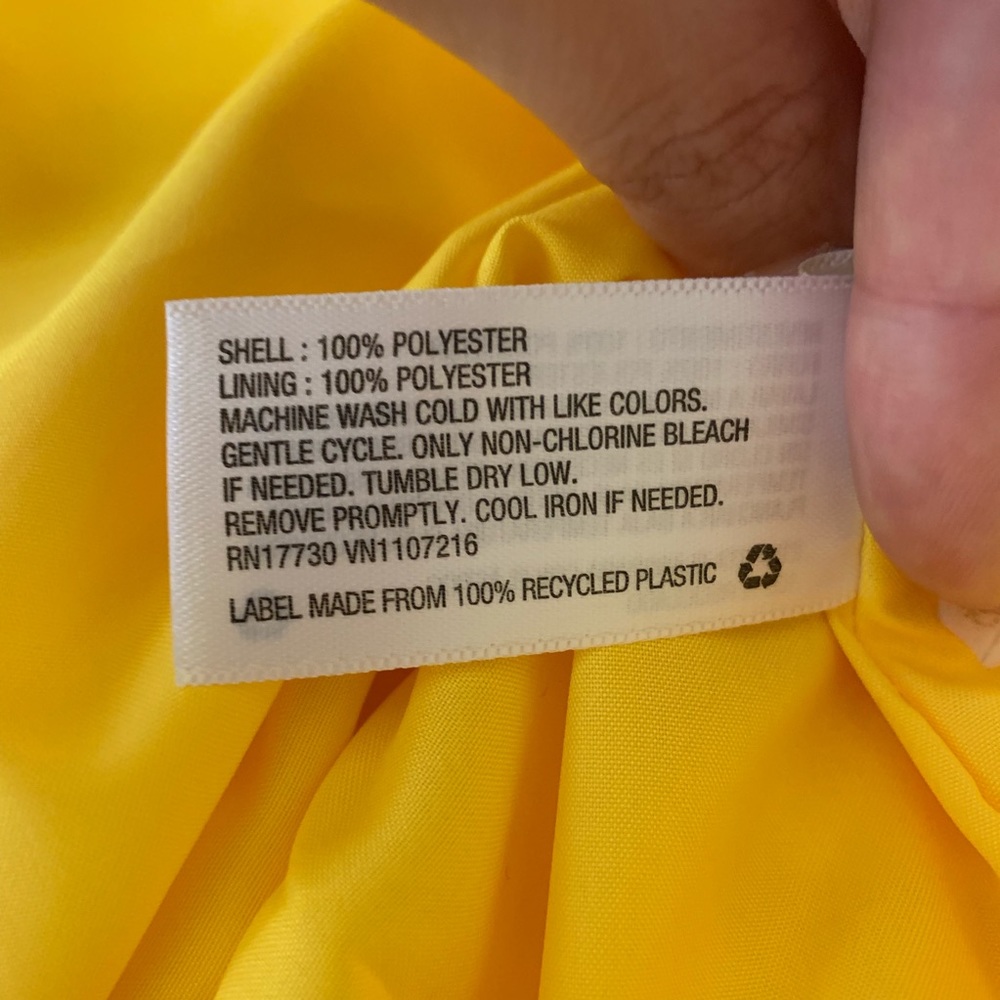 SHELL : 100% POLYESTER
LINING : 100% POLYESTER
MACHINE WASH COLD WITH LIKE COLORS.
GENTLE CYCLE. ONLY NON-CHLORINE BLEACH
IF NEEDED. TUMBLE DRY LOW.
REMOVE PROMPTLY. COOL IRON IF NEEDED.
RN17730 VN1107216
LABEL MADE FROM 100% RECYCLED PLASTIC